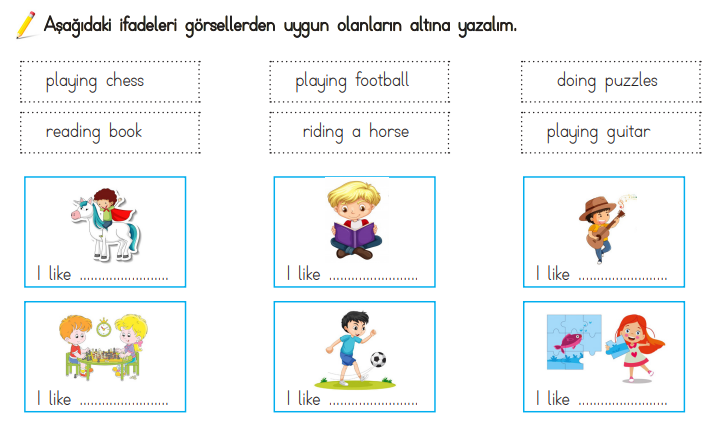 Aşağıdaki ifadeleri görsellerden uygun olanların altına yazalım.
playing chess
playing football
doing puzzles
reading book
riding a horse
playing guitar
I like ........................
I like ........................
I like ........................
I like ........................
I like ........................
I like ........................